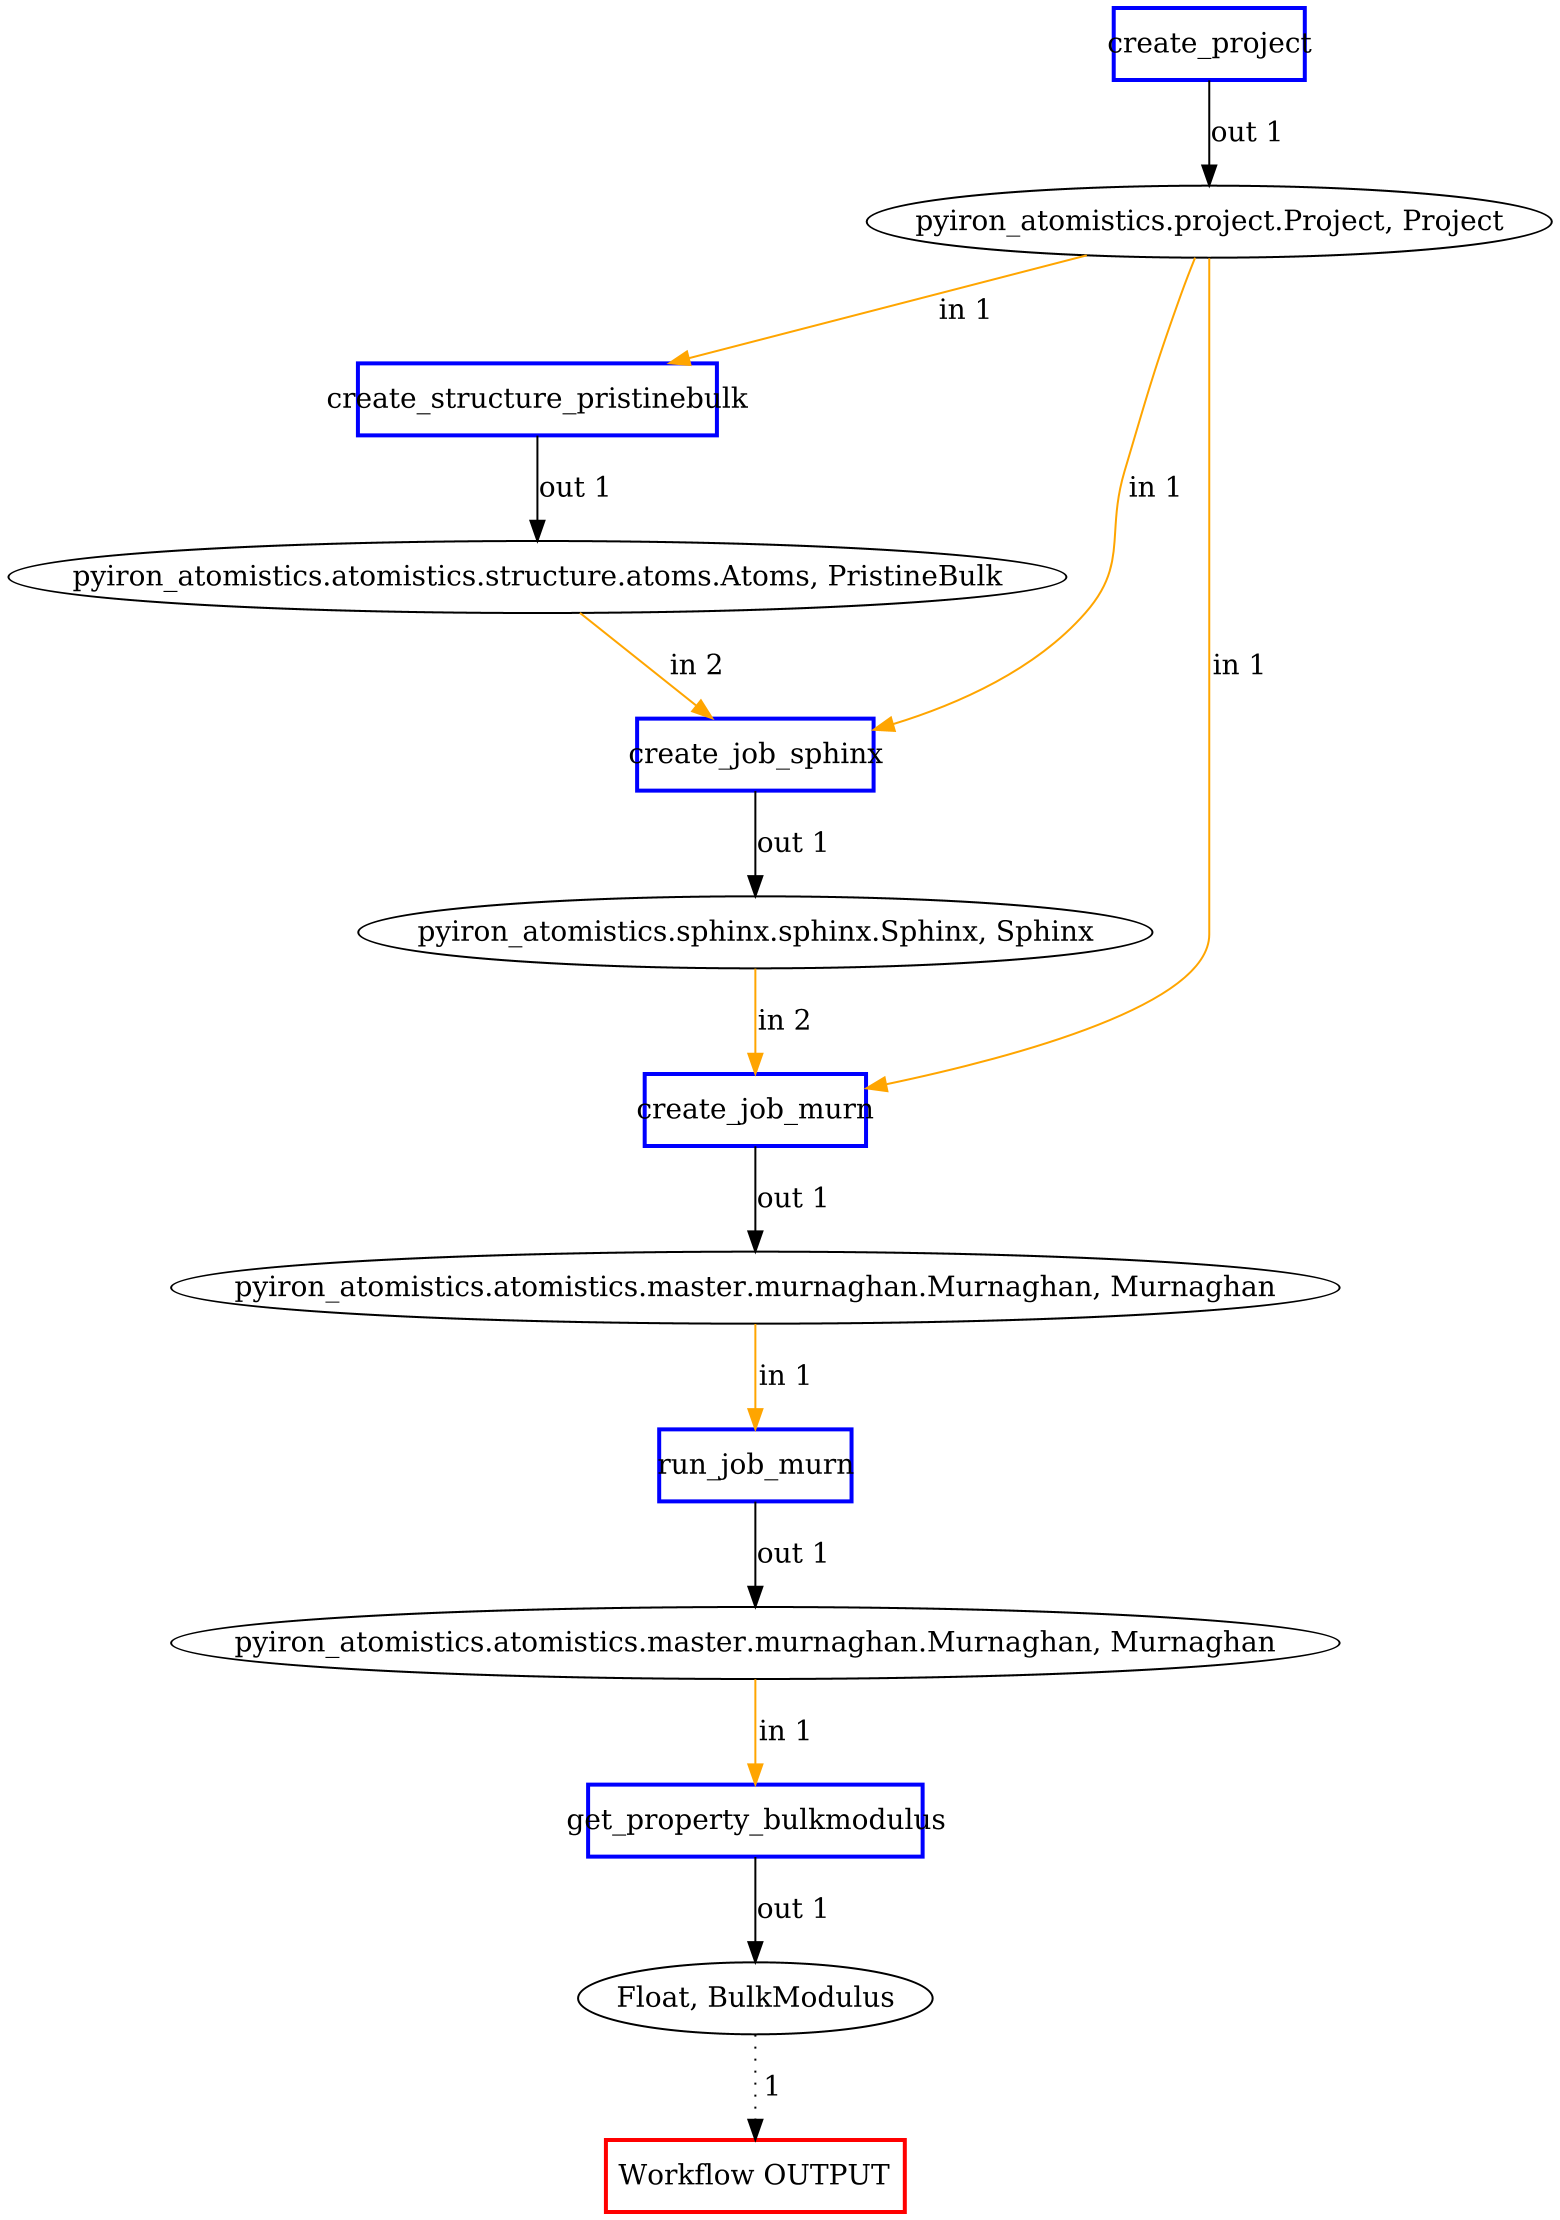 create_project
out 1
pyiron_atomistics.project.Project, Project
in 1
create_structure_pristinebulk
out 1
in 1
pyiron_atomistics.atomistics.structure.atoms.Atoms, PristineBulk
in 2
in 1
create_job_sphinx
out 1
pyiron_atomistics.sphinx.sphinx.Sphinx, Sphinx
in 2
create_job_murn
out 1
pyiron_atomistics.atomistics.master.murnaghan.Murnaghan, Murnaghan
in 1
run_job_murn
out 1
pyiron_atomistics.atomistics.master.murnaghan.Murnaghan, Murnaghan
in 1
get_property_bulkmodulus
out 1
Float, BulkModulus
1
Workflow OUTPUT